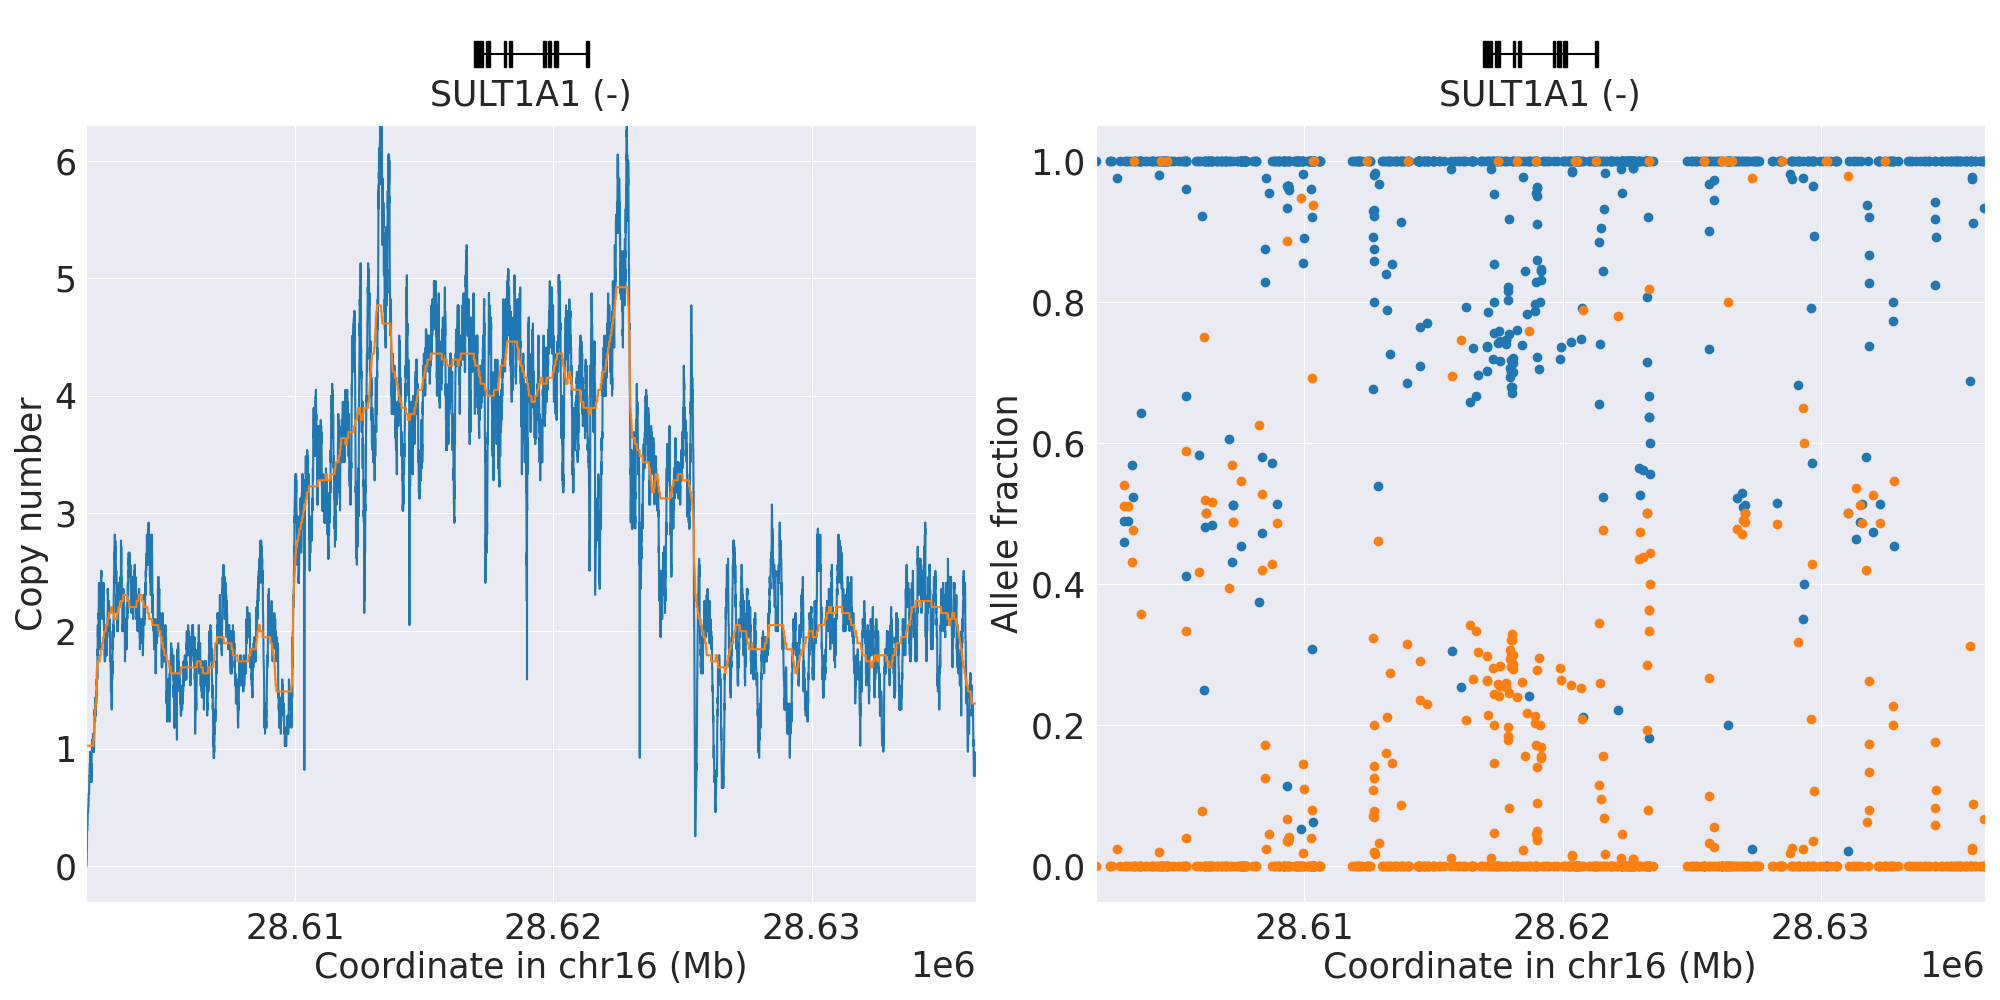 SULT1A1 (-)
6
5
4
3
2
1
0
Copy number
28.61
28.62
28.63
Coordinate in chr16 (Mb)
1e6
SULT1A1 (-)
1.0
0.8
0.6
0.4
0.2
0.0
Allele fraction
28.61
28.62
28.63
Coordinate in chr16 (Mb)
1e6